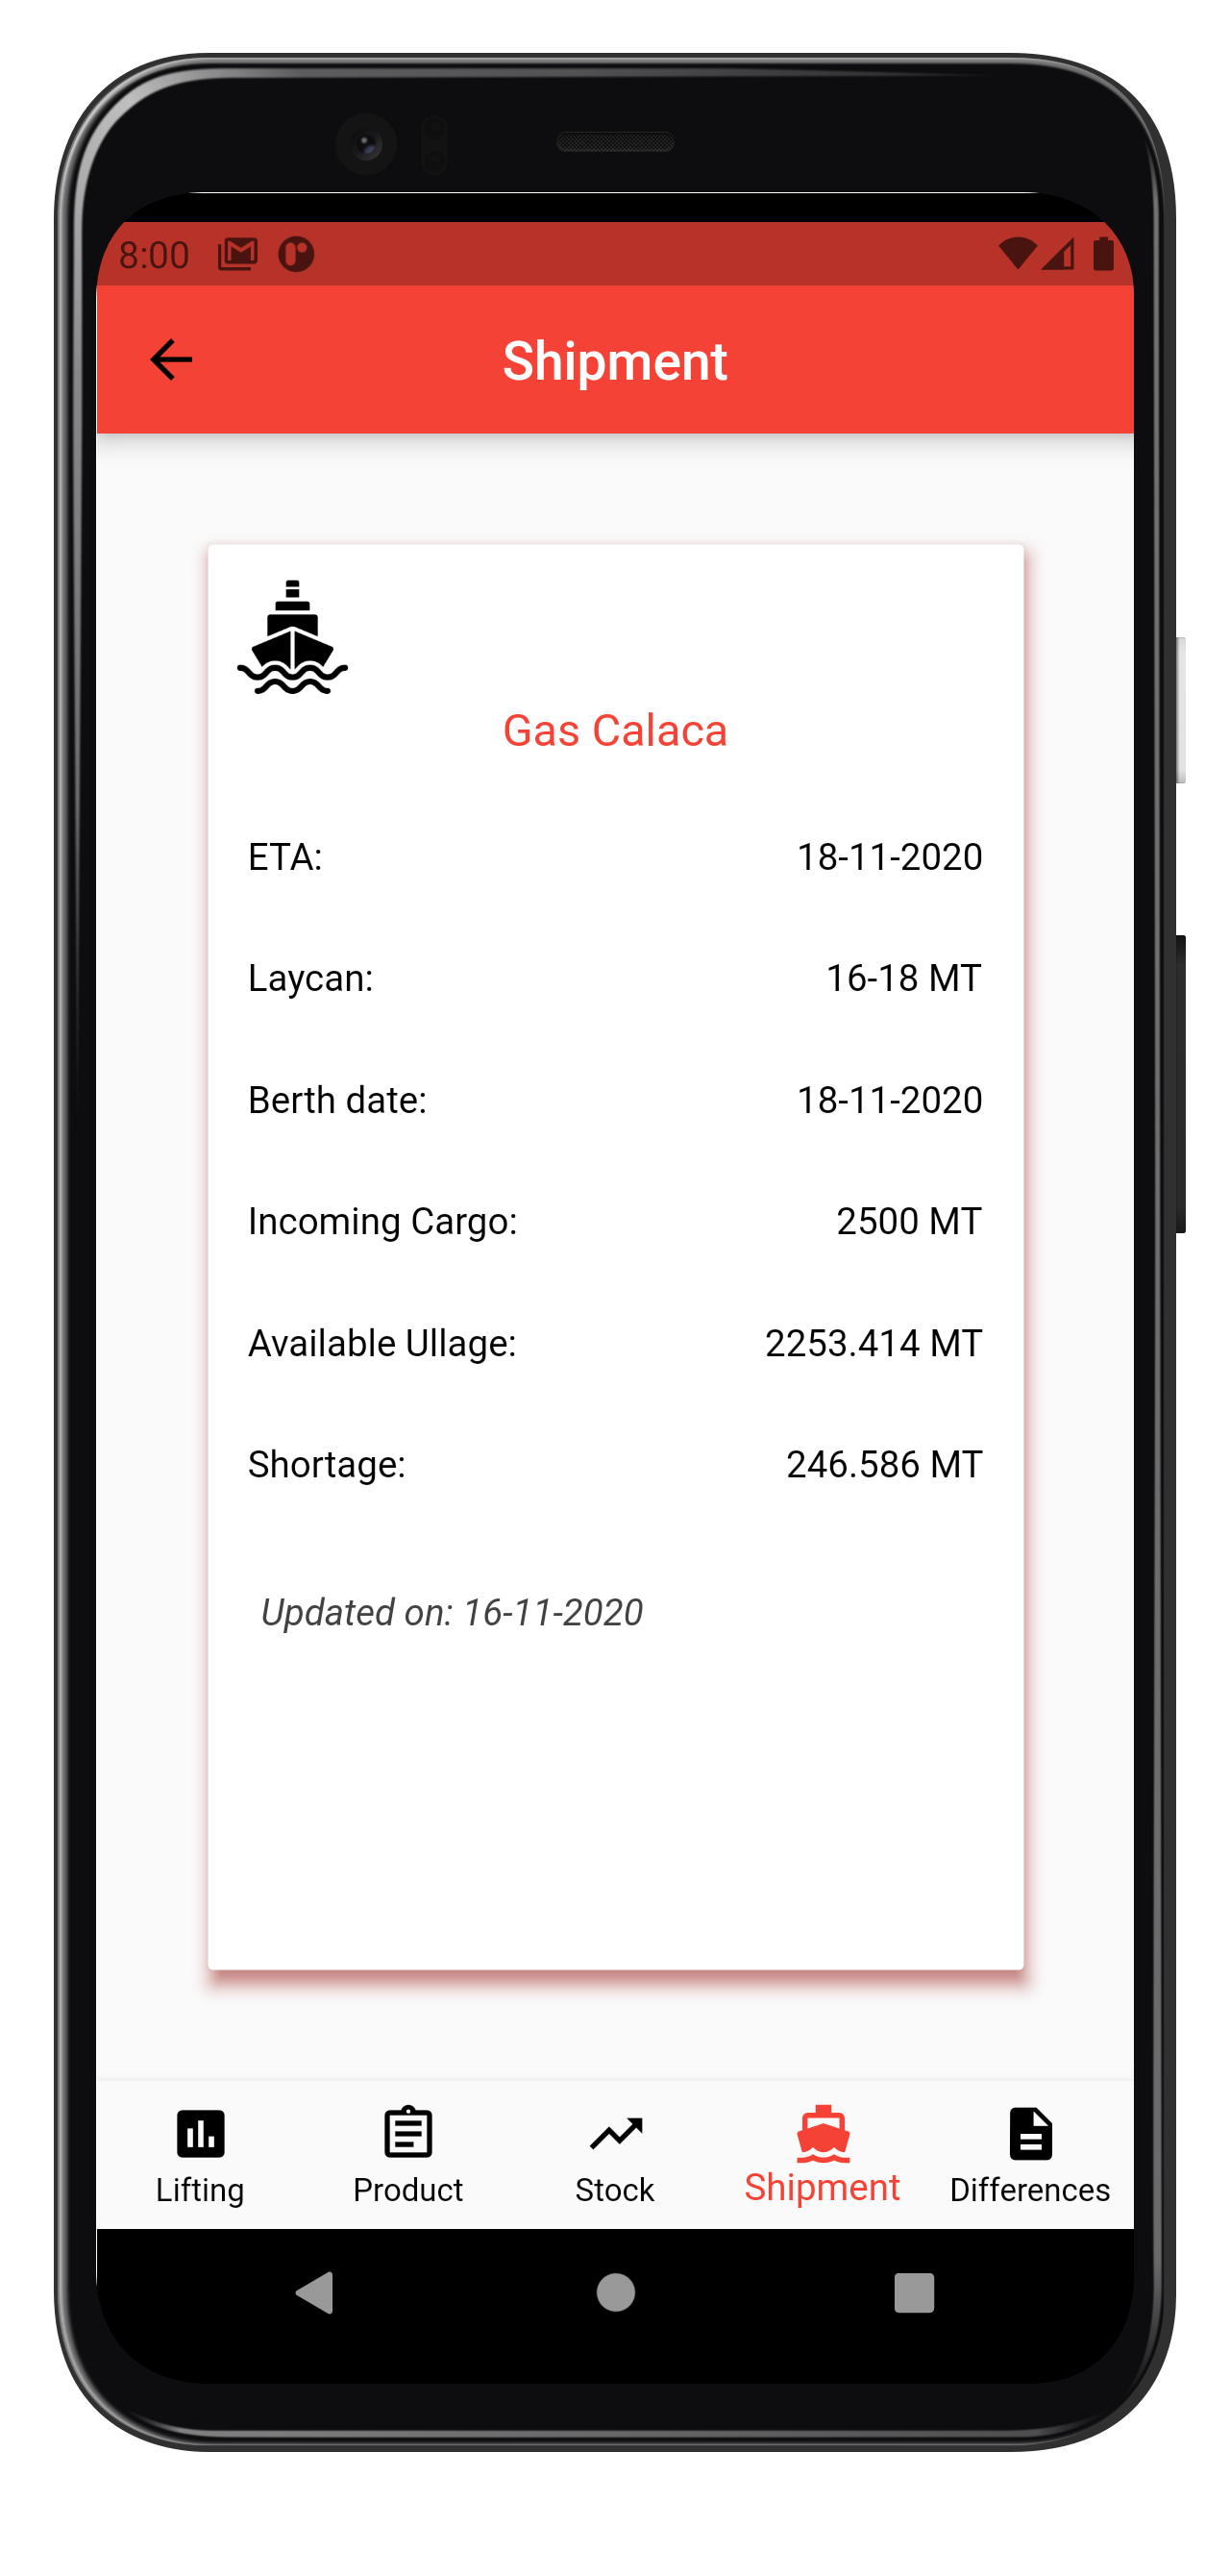 8:00
Shipment
Gas Calaca
ETA: 18-11-2020
Laycan: 16-18 MT
Berth date: 18-11-2020
Incoming Cargo: 2500 MT
Available Ullage: 2253.414 MT
Shortage: 246.586 MT
Updated on: 16-11-2020
Lifting Product Stock Shipment Differences